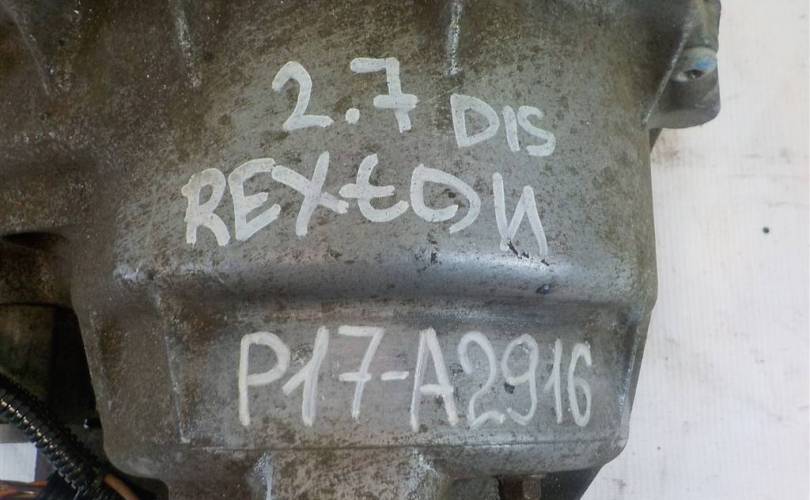 2.7 DIS
REXtON
P17-A2916